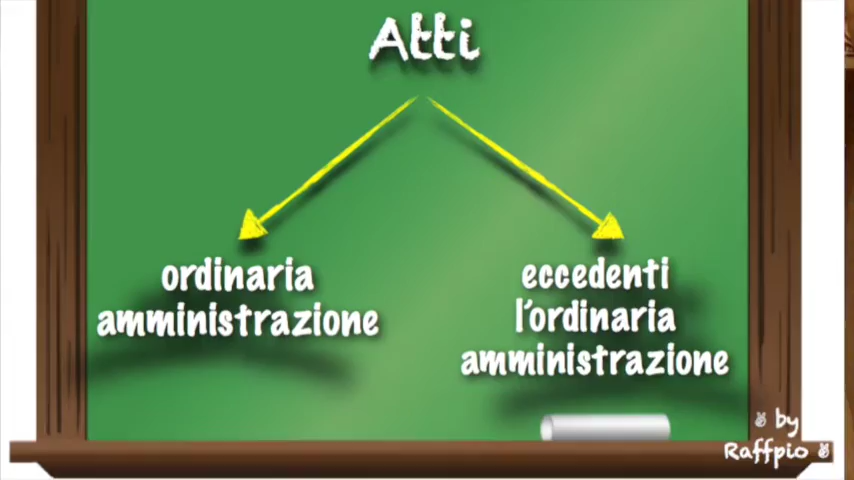 Atti
ordinaria
amministrazione
eccedenti
l'ordinaria
amministrazione
by
Raffpio